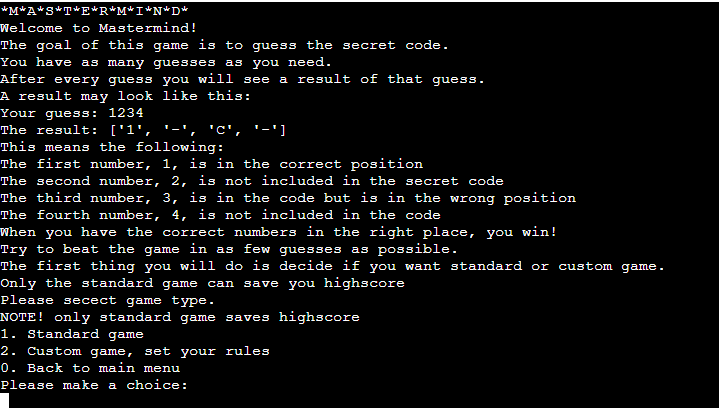 *M*A*S*T*E*R*M*I*N*D*
Welcome to Mastermind!
The goal of this game is to guess the secret code.
You have as many guesses as you need.
After every guess you will see a result of that guess.
A result may look like this:
Your guess: 1234
The result: ['1', '-', 'C', '-']
This means the following:
The first number, 1, is in the correct position
The second number, 2, is not included in the secret code
The third number, 3, is in the code but is in the wrong position
The fourth number, 4, is not included in the code
When you have the correct numbers in the right place, you win!
Try to beat the game in as few guesses as possible.
The first thing you will do is decide if you want standard or custom game.
Only the standard game can save you highscore
Please secect game type.
NOTE! only standard game saves highscore
1. Standard game
2. Custom game, set your rules
0. Back to main menu
Please make a choice: